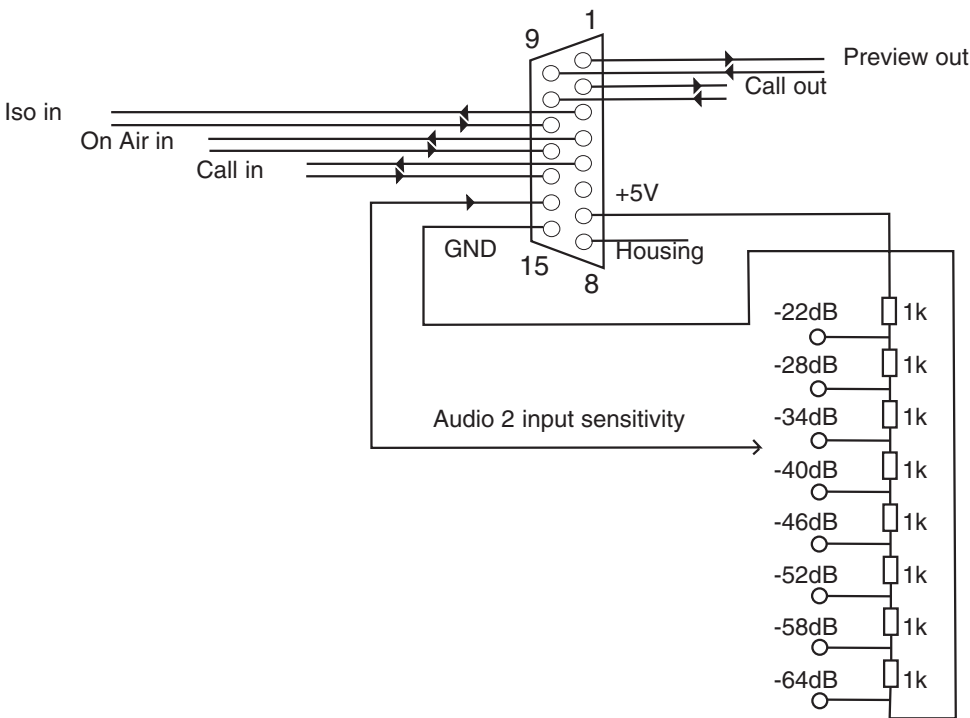 1
9
Preview out
Call out
Iso in
On Air in
Call in
+5V
GND
Housing
15
8
-22dB
1k
-28dB
1k
-34dB
1k
Audio 2 input sensitivity
-40dB
1k
-46dB
1k
-52dB
1k
-58dB
1k
-64dB
1k